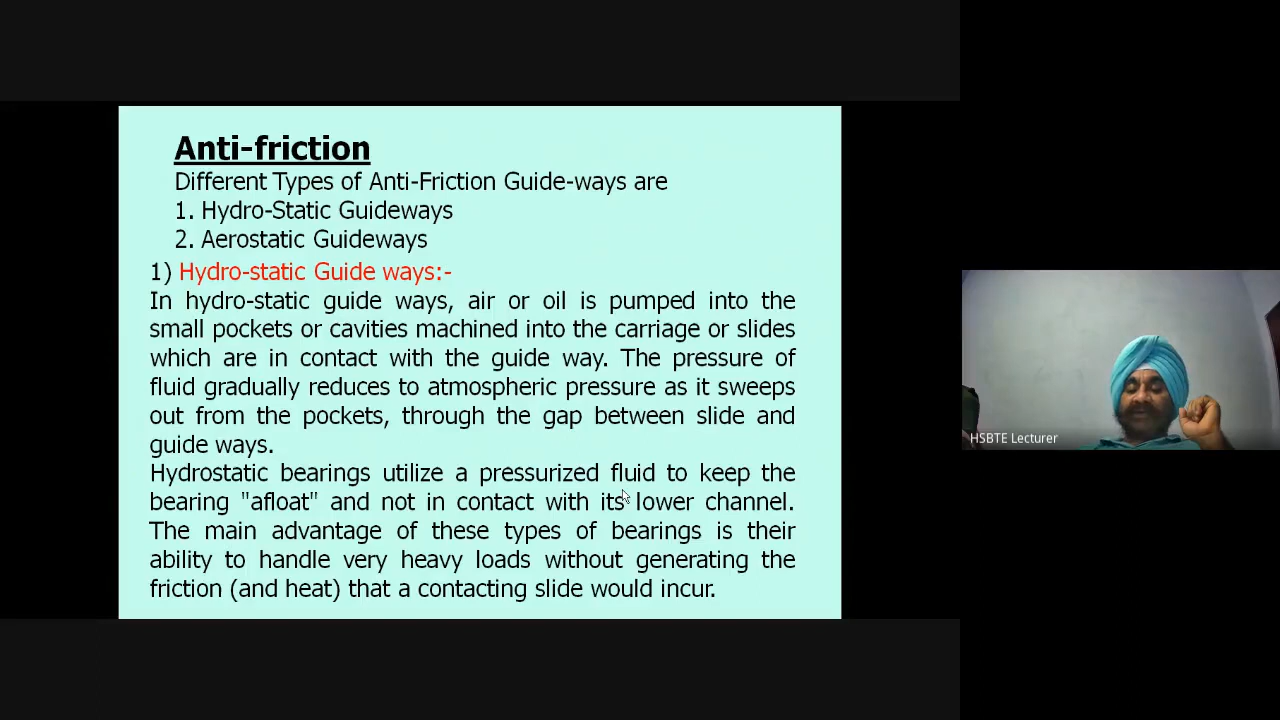 Anti-friction
Different Types of Anti-Friction Guide-ways are
1. Hydro-Static Guideways
2. Aerostatic Guideways
1) Hydro-static Guide ways:-
In hydro-static guide ways, air or oil is pumped into the
small pockets or cavities machined into the carriage or slides
which are in contact with the guide way. The pressure of
fluid gradually reduces to atmospheric pressure as it sweeps
out from the pockets, through the gap between slide and
guide ways.
Hydrostatic bearings utilize a pressurized fluid to keep the
bearing "afloat" and not in contact with its lower channel.
The main advantage of these types of bearings is their
ability to handle very heavy loads without generating the
friction (and heat) that a contacting slide would incur.
HSBTE Lecturer